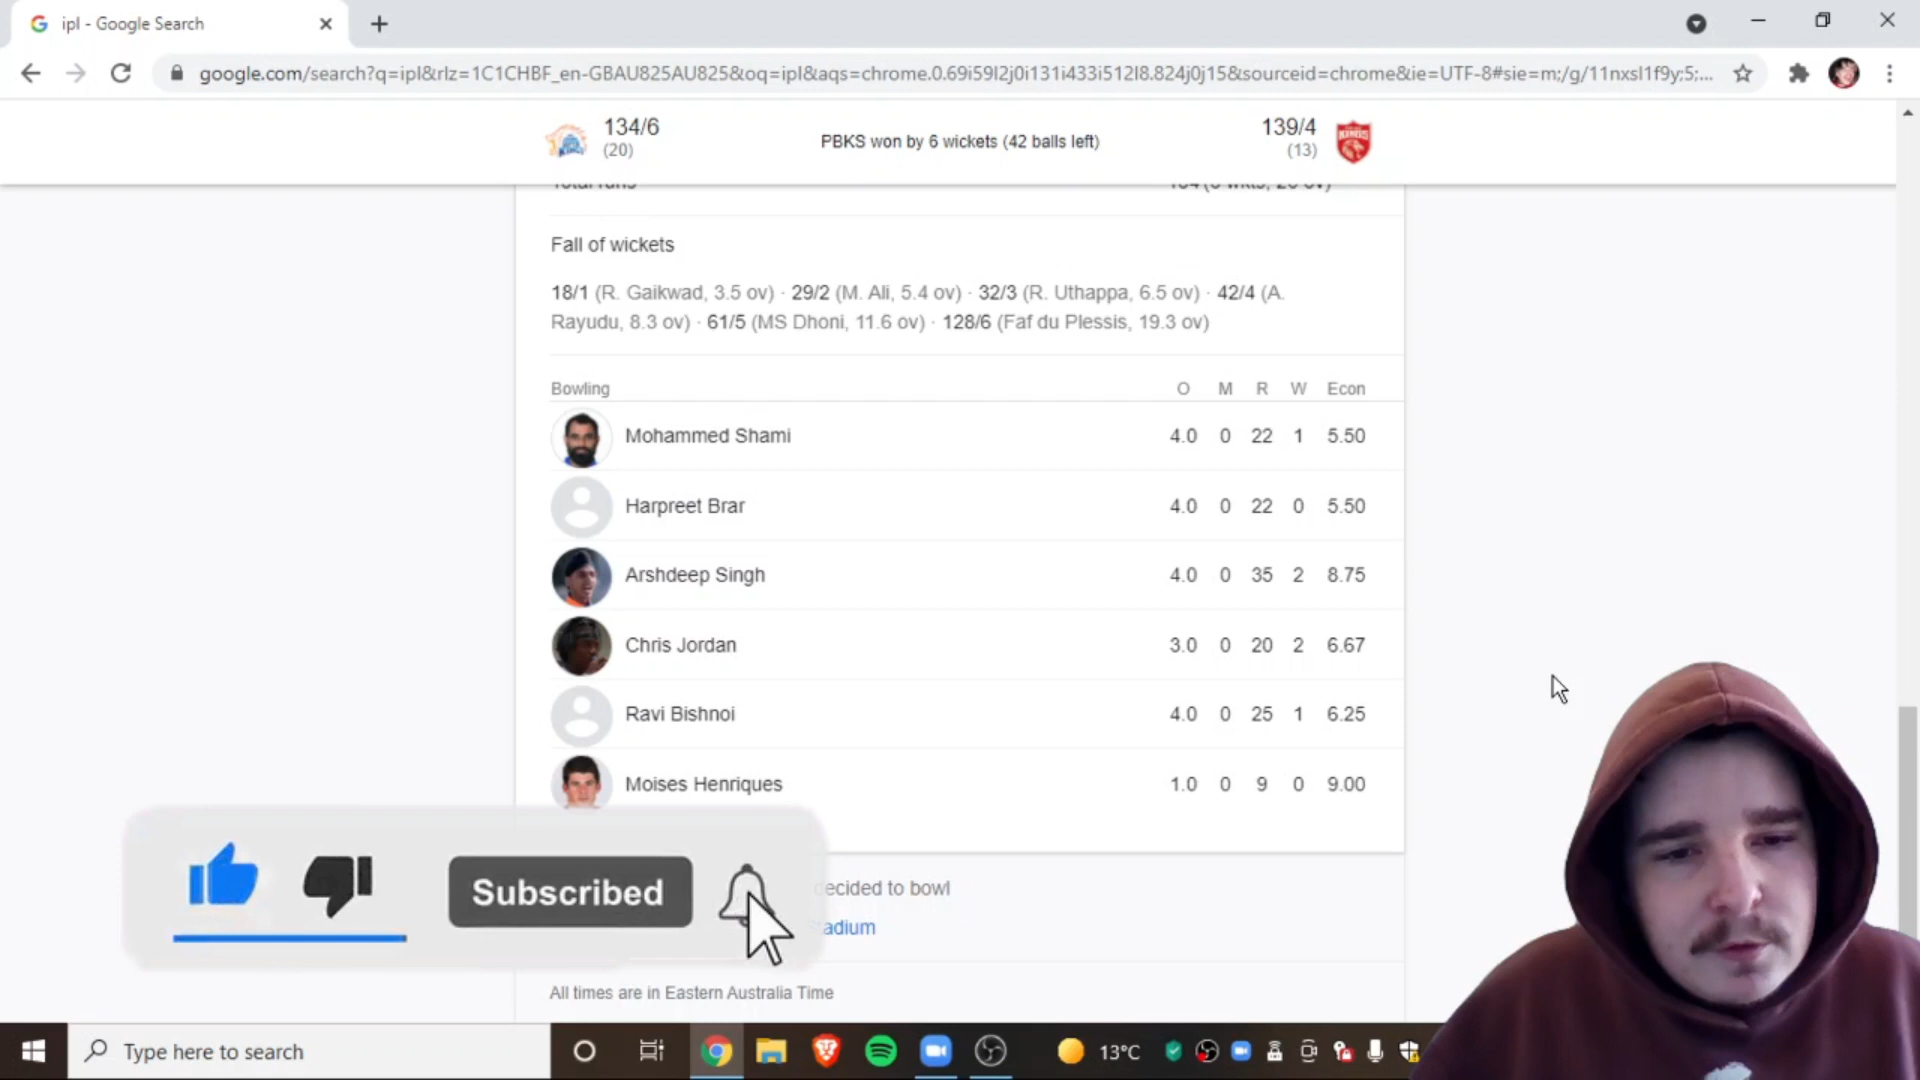 ipl - Google Search
google.com/search?q=ipl&rlz=1C1CHBF_en-GBAU825AU825&oq=ipl&aqs=chrome.0.69i59l2j0i131i433i512l8.824j0j15&sourceid=chrome&ie=UTF-8#sie=m;/g/11nxsl1f9y;5;...
134/6
(20)
PBKS won by 6 wickets (42 balls left)
139/4
(13)
KINGS
Total runs
Fall of wickets
18/1 (R. Gaikwad, 3.5 ov) · 29/2 (M. Ali, 5.4 ov) · 32/3 (R. Uthappa, 6.5 ov) · 42/4 (A.
Rayudu, 8.3 ov) · 61/5 (MS Dhoni, 11.6 ov) · 128/6 (Faf du Plessis, 19.3 ov)
Bowling O M R W Econ
Mohammed Shami 4.0 0 22 1 5.50
Harpreet Brar 4.0 0 22 0 5.50
Arshdeep Singh 4.0 0 35 2 8.75
Chris Jordan 3.0 0 20 2 6.67
Ravi Bishnoi 4.0 0 25 1 6.25
Moises Henriques 1.0 0 9 0 9.00
Subscribed
ecided to bowl
adium
All times are in Eastern Australia Time
Type here to search
13°C